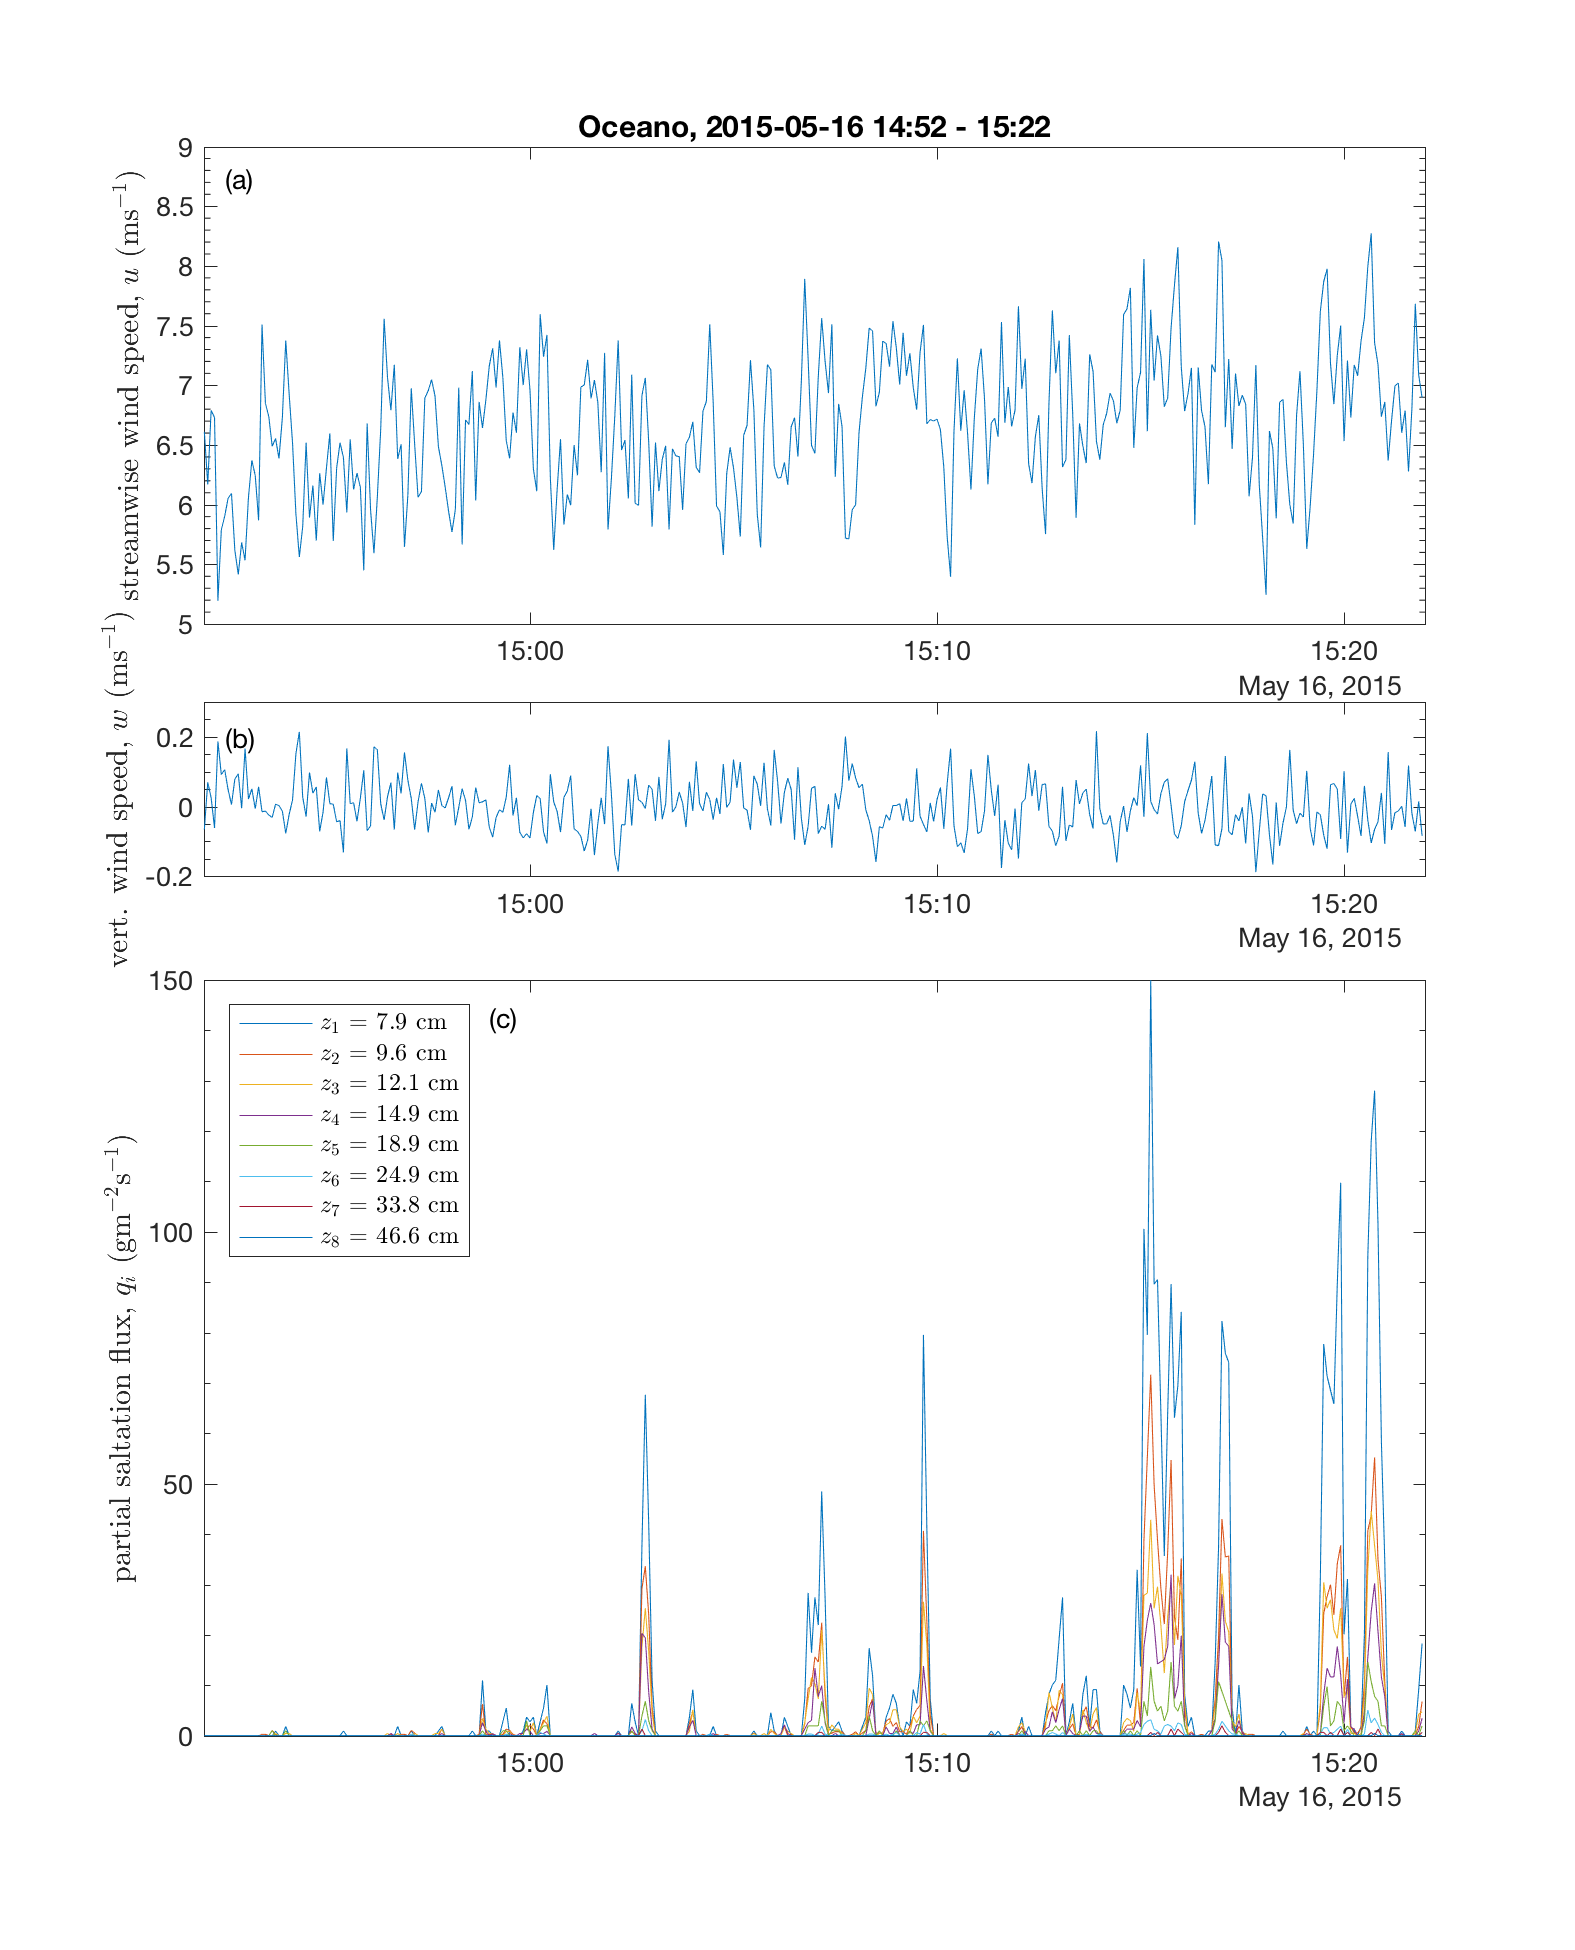 Oceano, 2015-05-16 14:52 - 15:22
(a)
streamwise wind speed, u (ms⁻¹)
9
8.5
8
7.5
7
6.5
6
5.5
5
15:00 15:10 15:20
May 16, 2015
(b)
vert. wind speed, w (ms⁻¹)
0.2
0
-0.2
15:00 15:10 15:20
May 16, 2015
(c)
partial saltation flux, qᵢ (gm⁻²s⁻¹)
150
100
50
0
z₁ = 7.9 cm
z₂ = 9.6 cm
z₃ = 12.1 cm
z₄ = 14.9 cm
z₅ = 18.9 cm
z₆ = 24.9 cm
z₇ = 33.8 cm
z₈ = 46.6 cm
15:00 15:10 15:20
May 16, 2015